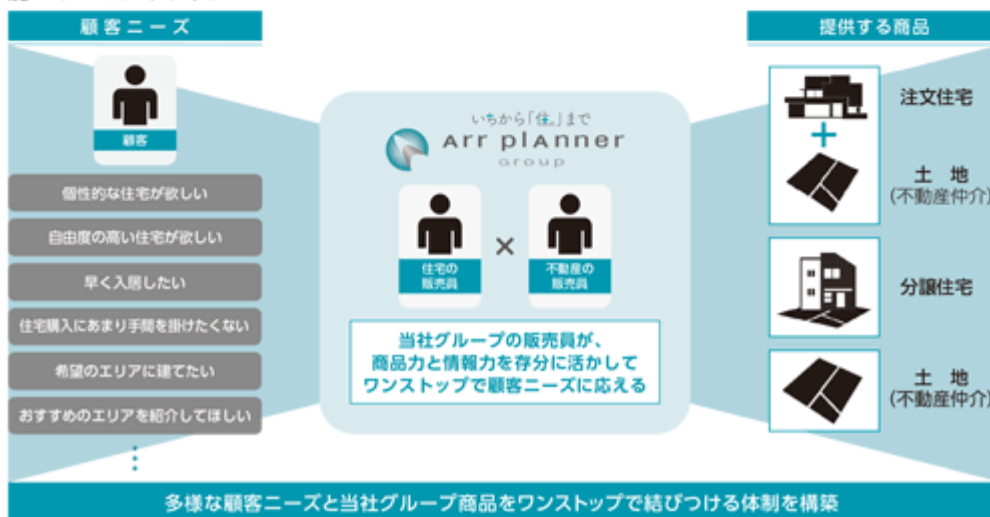 顧客ニーズ
顧客
個性的な住宅が欲しい
自由度の高い住宅が欲しい
早く入居したい
住宅購入にあまり手間を掛けたくない
希望のエリアに建てたい
おすすめのエリアを紹介してほしい
いちから「住。」まで
Arr plAnner
group
住宅の
販売員
×
不動産の
販売員
当社グループの販売員が、
商品力と情報力を存分に活かして
ワンストップで顧客ニーズに応える
提供する商品
注文住宅
+
土 地
(不動産仲介)
分譲住宅
土 地
(不動産仲介)
多様な顧客ニーズと当社グループ商品をワンストップで結びつける体制を構築